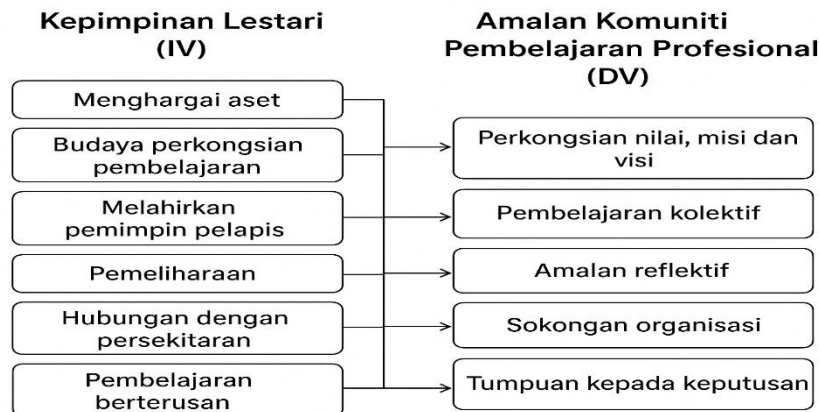 Kepimpinan Lestari
(IV)
Menghargai aset
Budaya perkongsian
pembelajaran
Melahirkan
pemimpin pelapis
Pemeliharaan
Hubungan dengan
persekitaran
Pembelajaran
berterusan
Amalan Komuniti
Pembelajaran Profesional
(DV)
Perkongsian nilai, misi dan
visi
Pembelajaran kolektif
Amalan reflektif
Sokongan organisasi
Tumpuan kepada keputusan